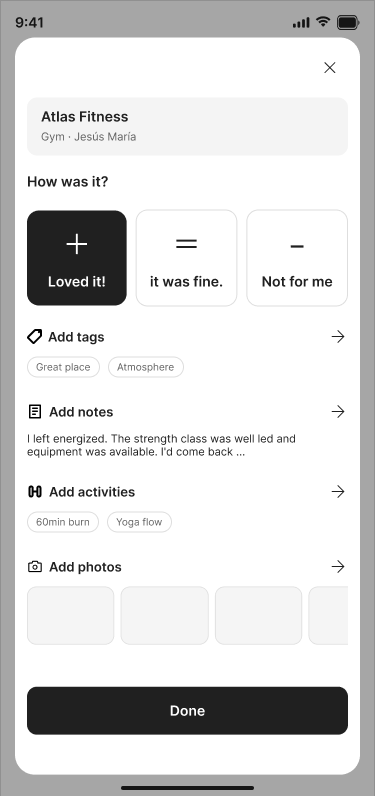 9:41
Atlas Fitness
Gym · Jesús María
How was it?
Loved it!
it was fine.
Not for me
Add tags
Great place
Atmosphere
Add notes
I left energized. The strength class was well led and
equipment was available. I'd come back ...
Add activities
60min burn
Yoga flow
Add photos
Done